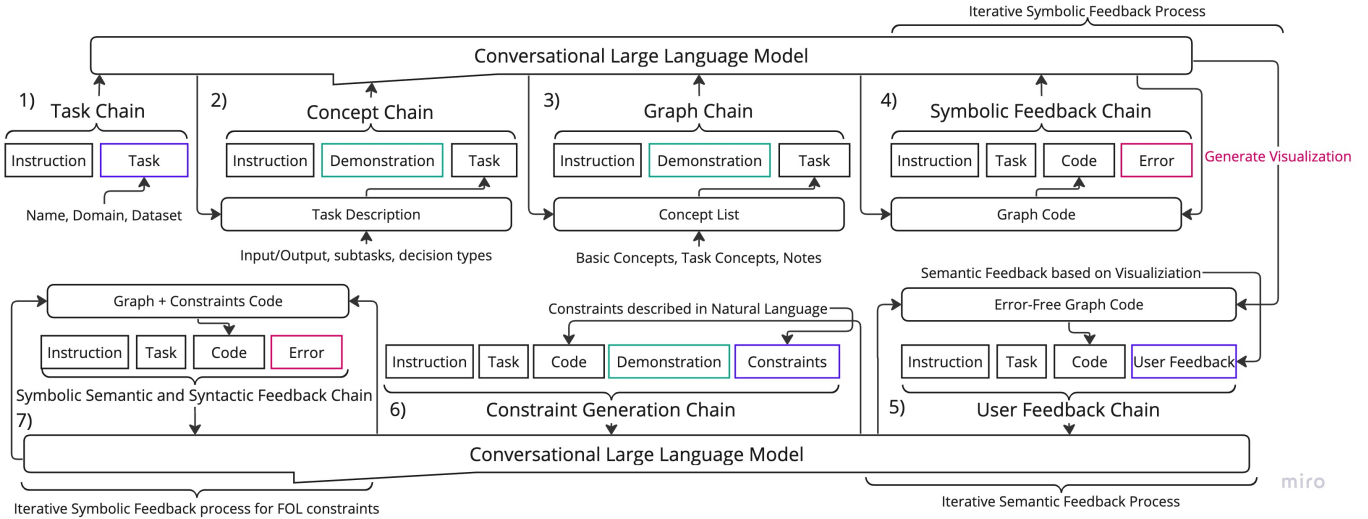 Iterative Symbolic Feedback Process
Conversational Large Language Model
1)
Task Chain
Instruction
Task
Name, Domain, Dataset
2)
Concept Chain
Instruction
Demonstration
Task
Task Description
Input/Output, subtasks, decision types
3)
Graph Chain
Instruction
Demonstration
Task
Concept List
Basic Concepts, Task Concepts, Notes
4)
Symbolic Feedback Chain
Instruction
Task
Code
Error
Graph Code
Generate Visualization
Semantic Feedback based on Visualiziation
Error-Free Graph Code
Instruction
Task
Code
User Feedback
5)
User Feedback Chain
Constraints described in Natural Language
Instruction
Task
Code
Demonstration
Constraints
6)
Constraint Generation Chain
Graph + Constraints Code
Instruction
Task
Code
Error
Symbolic Semantic and Syntactic Feedback Chain
7)
Conversational Large Language Model
Iterative Symbolic Feedback process for FOL constraints
Iterative Semantic Feedback Process
miro